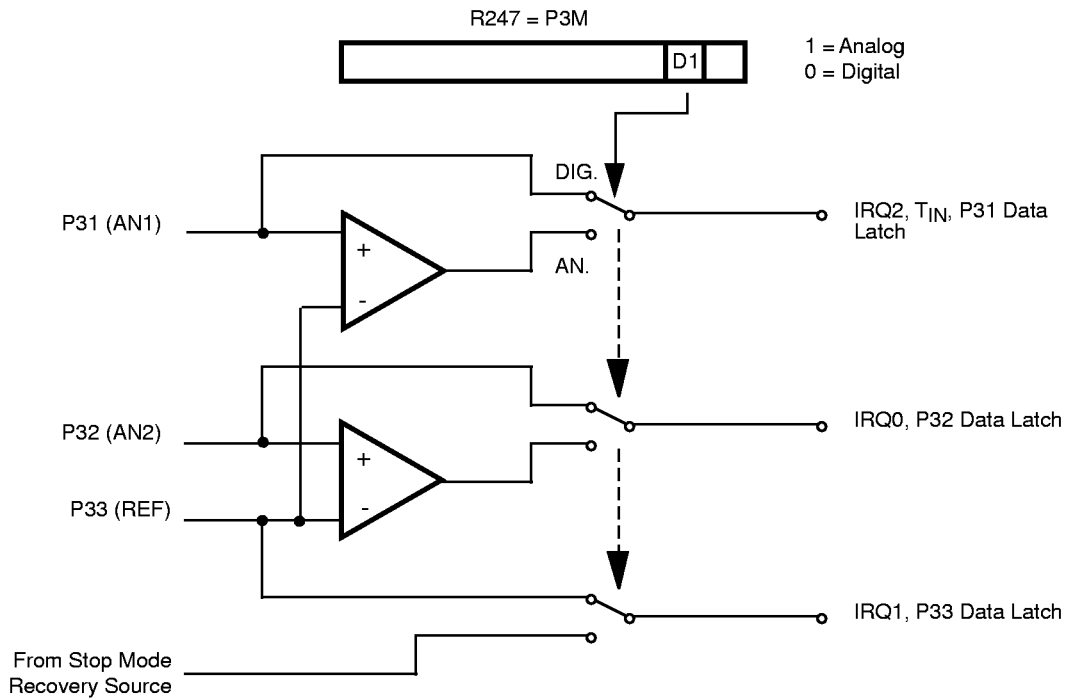 R247 = P3M
D1
1 = Analog
0 = Digital
DIG.
P31 (AN1)
+
-
AN.
IRQ2, TIN, P31 Data
Latch
P32 (AN2)
+
-
IRQ0, P32 Data Latch
P33 (REF)
IRQ1, P33 Data Latch
From Stop Mode
Recovery Source